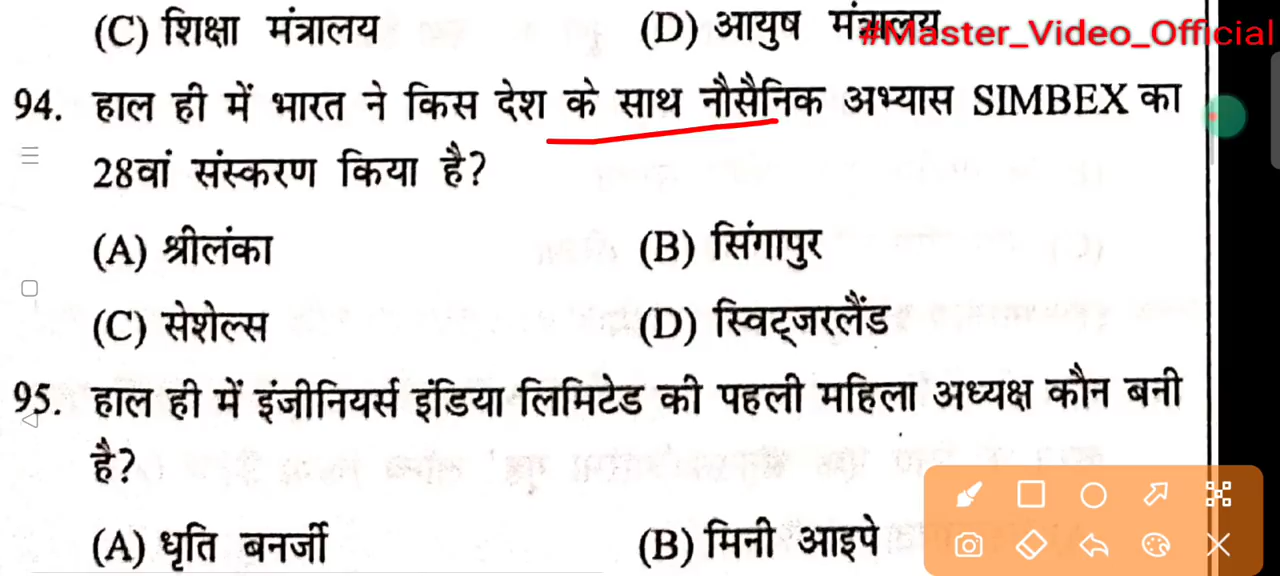 (C) शिक्षा मंत्रालय (D) आयुष मंत्रालय
#Master_Video_Official
94. हाल ही में भारत ने किस देश के साथ नौसैनिक अभ्यास SIMBEX का
28वां संस्करण किया है?
(A) श्रीलंका (B) सिंगापुर
(C) सेशेल्स (D) स्विट्जरलैंड
95. हाल ही में इंजीनियर्स इंडिया लिमिटेड की पहली महिला अध्यक्ष कौन बनी
है?
(A) धृति बनर्जी (B) मिनी आइपे